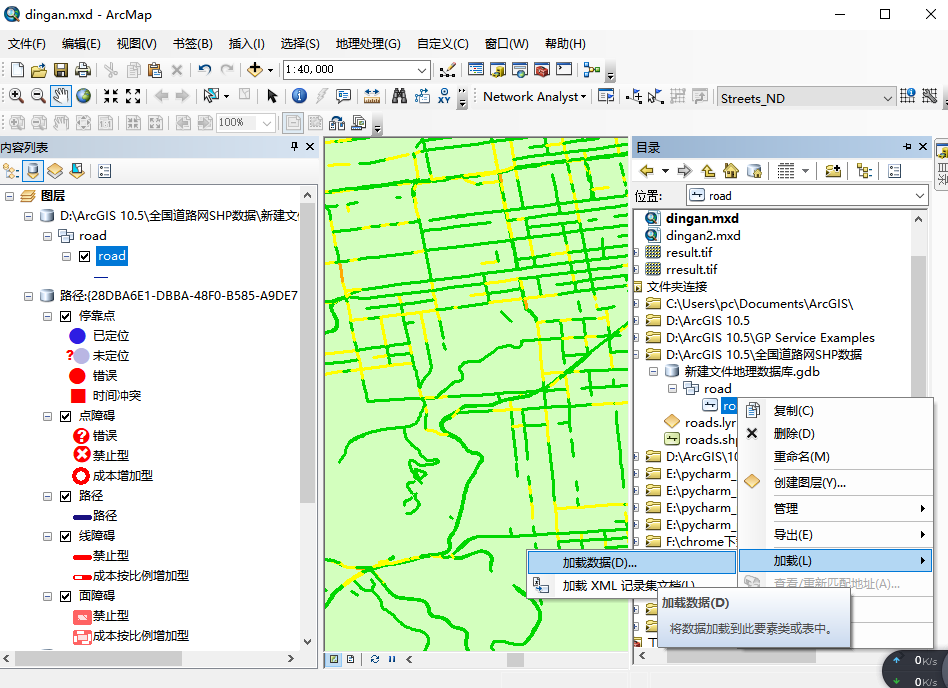 dingan.mxd - ArcMap
文件(F) 编辑(E) 视图(V) 书签(B) 插入(I) 选择(S) 地理处理(G) 自定义(C) 窗口(W) 帮助(H)
1:40,000
Network Analyst
Streets_ND
100%
内容列表
图层
D:\ArcGIS 10.5\全国道路网SHP数据\新建文
road
road
路径:{28DBA6E1-DBBA-48F0-B585-A9DE7
停靠点
已定位
未定位
错误
时间冲突
点障碍
错误
禁止型
成本增加型
路径
路径
线障碍
禁止型
成本按比例增加型
面障碍
禁止型
成本按比例增加型
目录
位置:
road
dingan.mxd
dingan2.mxd
result.tif
rresult.tif
文件夹连接
C:\Users\pc\Documents\ArcGIS\
D:\ArcGIS 10.5
D:\ArcGIS 10.5\GP Service Examples
D:\ArcGIS 10.5\全国道路网SHP数据
新建文件地理数据库.gdb
road
ro
roads.lyr
roads.sh
D:\ArcGIS\10
E:\pycharm_
E:\pycharm_
E:\pycharm_
E:\pycharm_
F:\chrome下
复制(C)
删除(D)
重命名(M)
创建图层(Y)...
管理
导出(E)
加载(L)
查看/重新匹配地址(A)...
加载数据(D)...
加载 XML 记录集文档(L)
加载数据(D)
将数据加载到此要素类或表中。
0K/s
0K/s